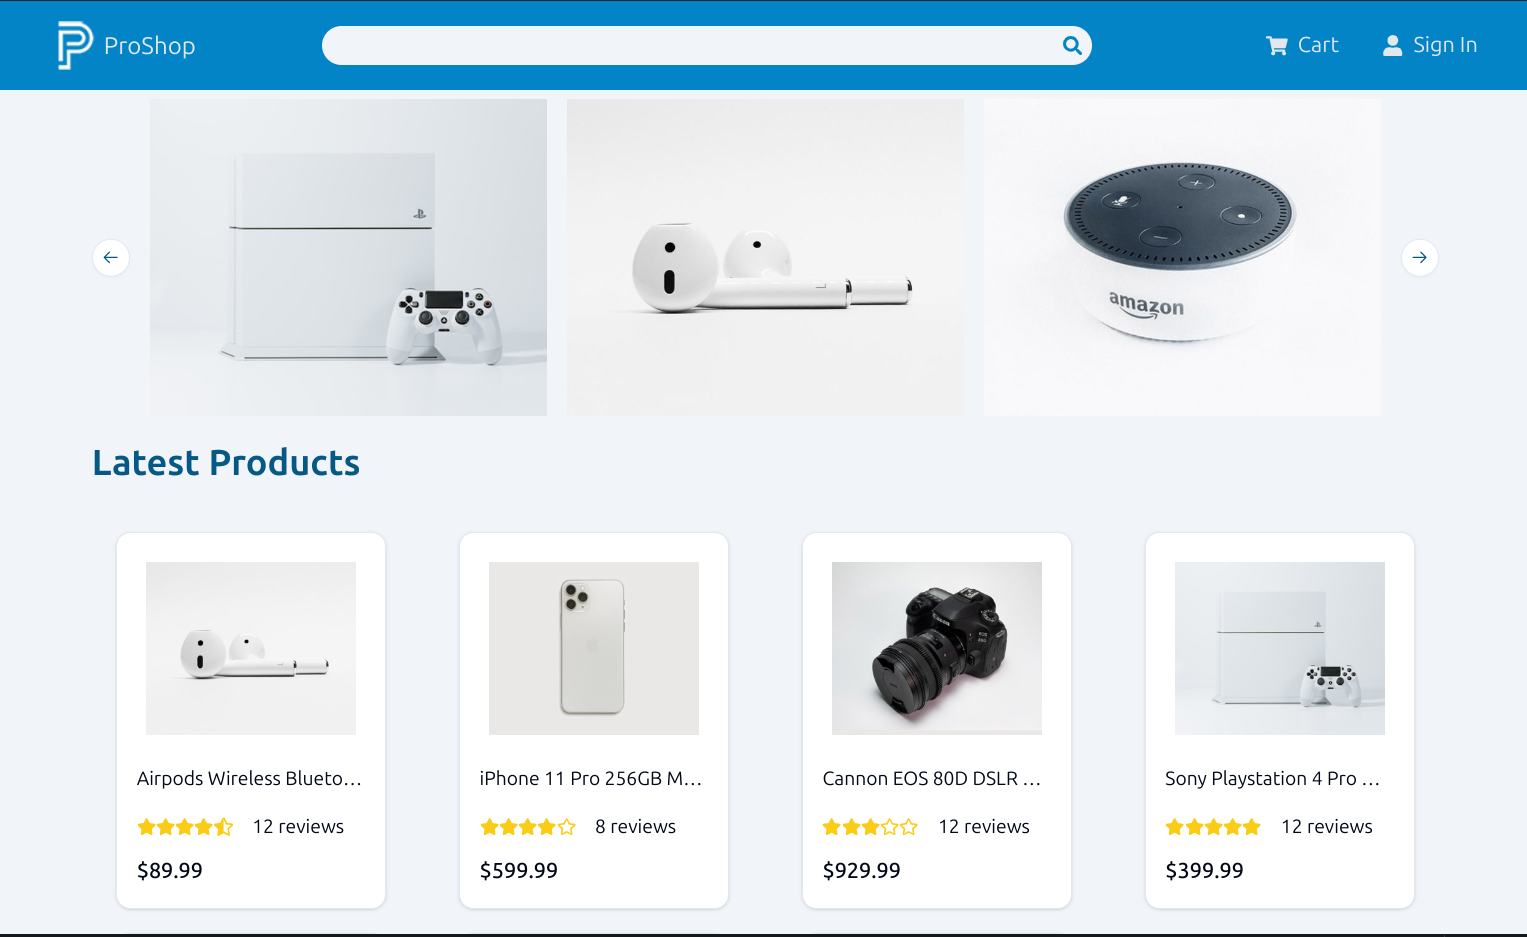 ProShop
Cart
Sign In
amazon
Latest Products
Airpods Wireless Blueto...
iPhone 11 Pro 256GB M...
Cannon EOS 80D DSLR ...
Sony Playstation 4 Pro ...
12 reviews
8 reviews
12 reviews
12 reviews
$89.99
$599.99
$929.99
$399.99